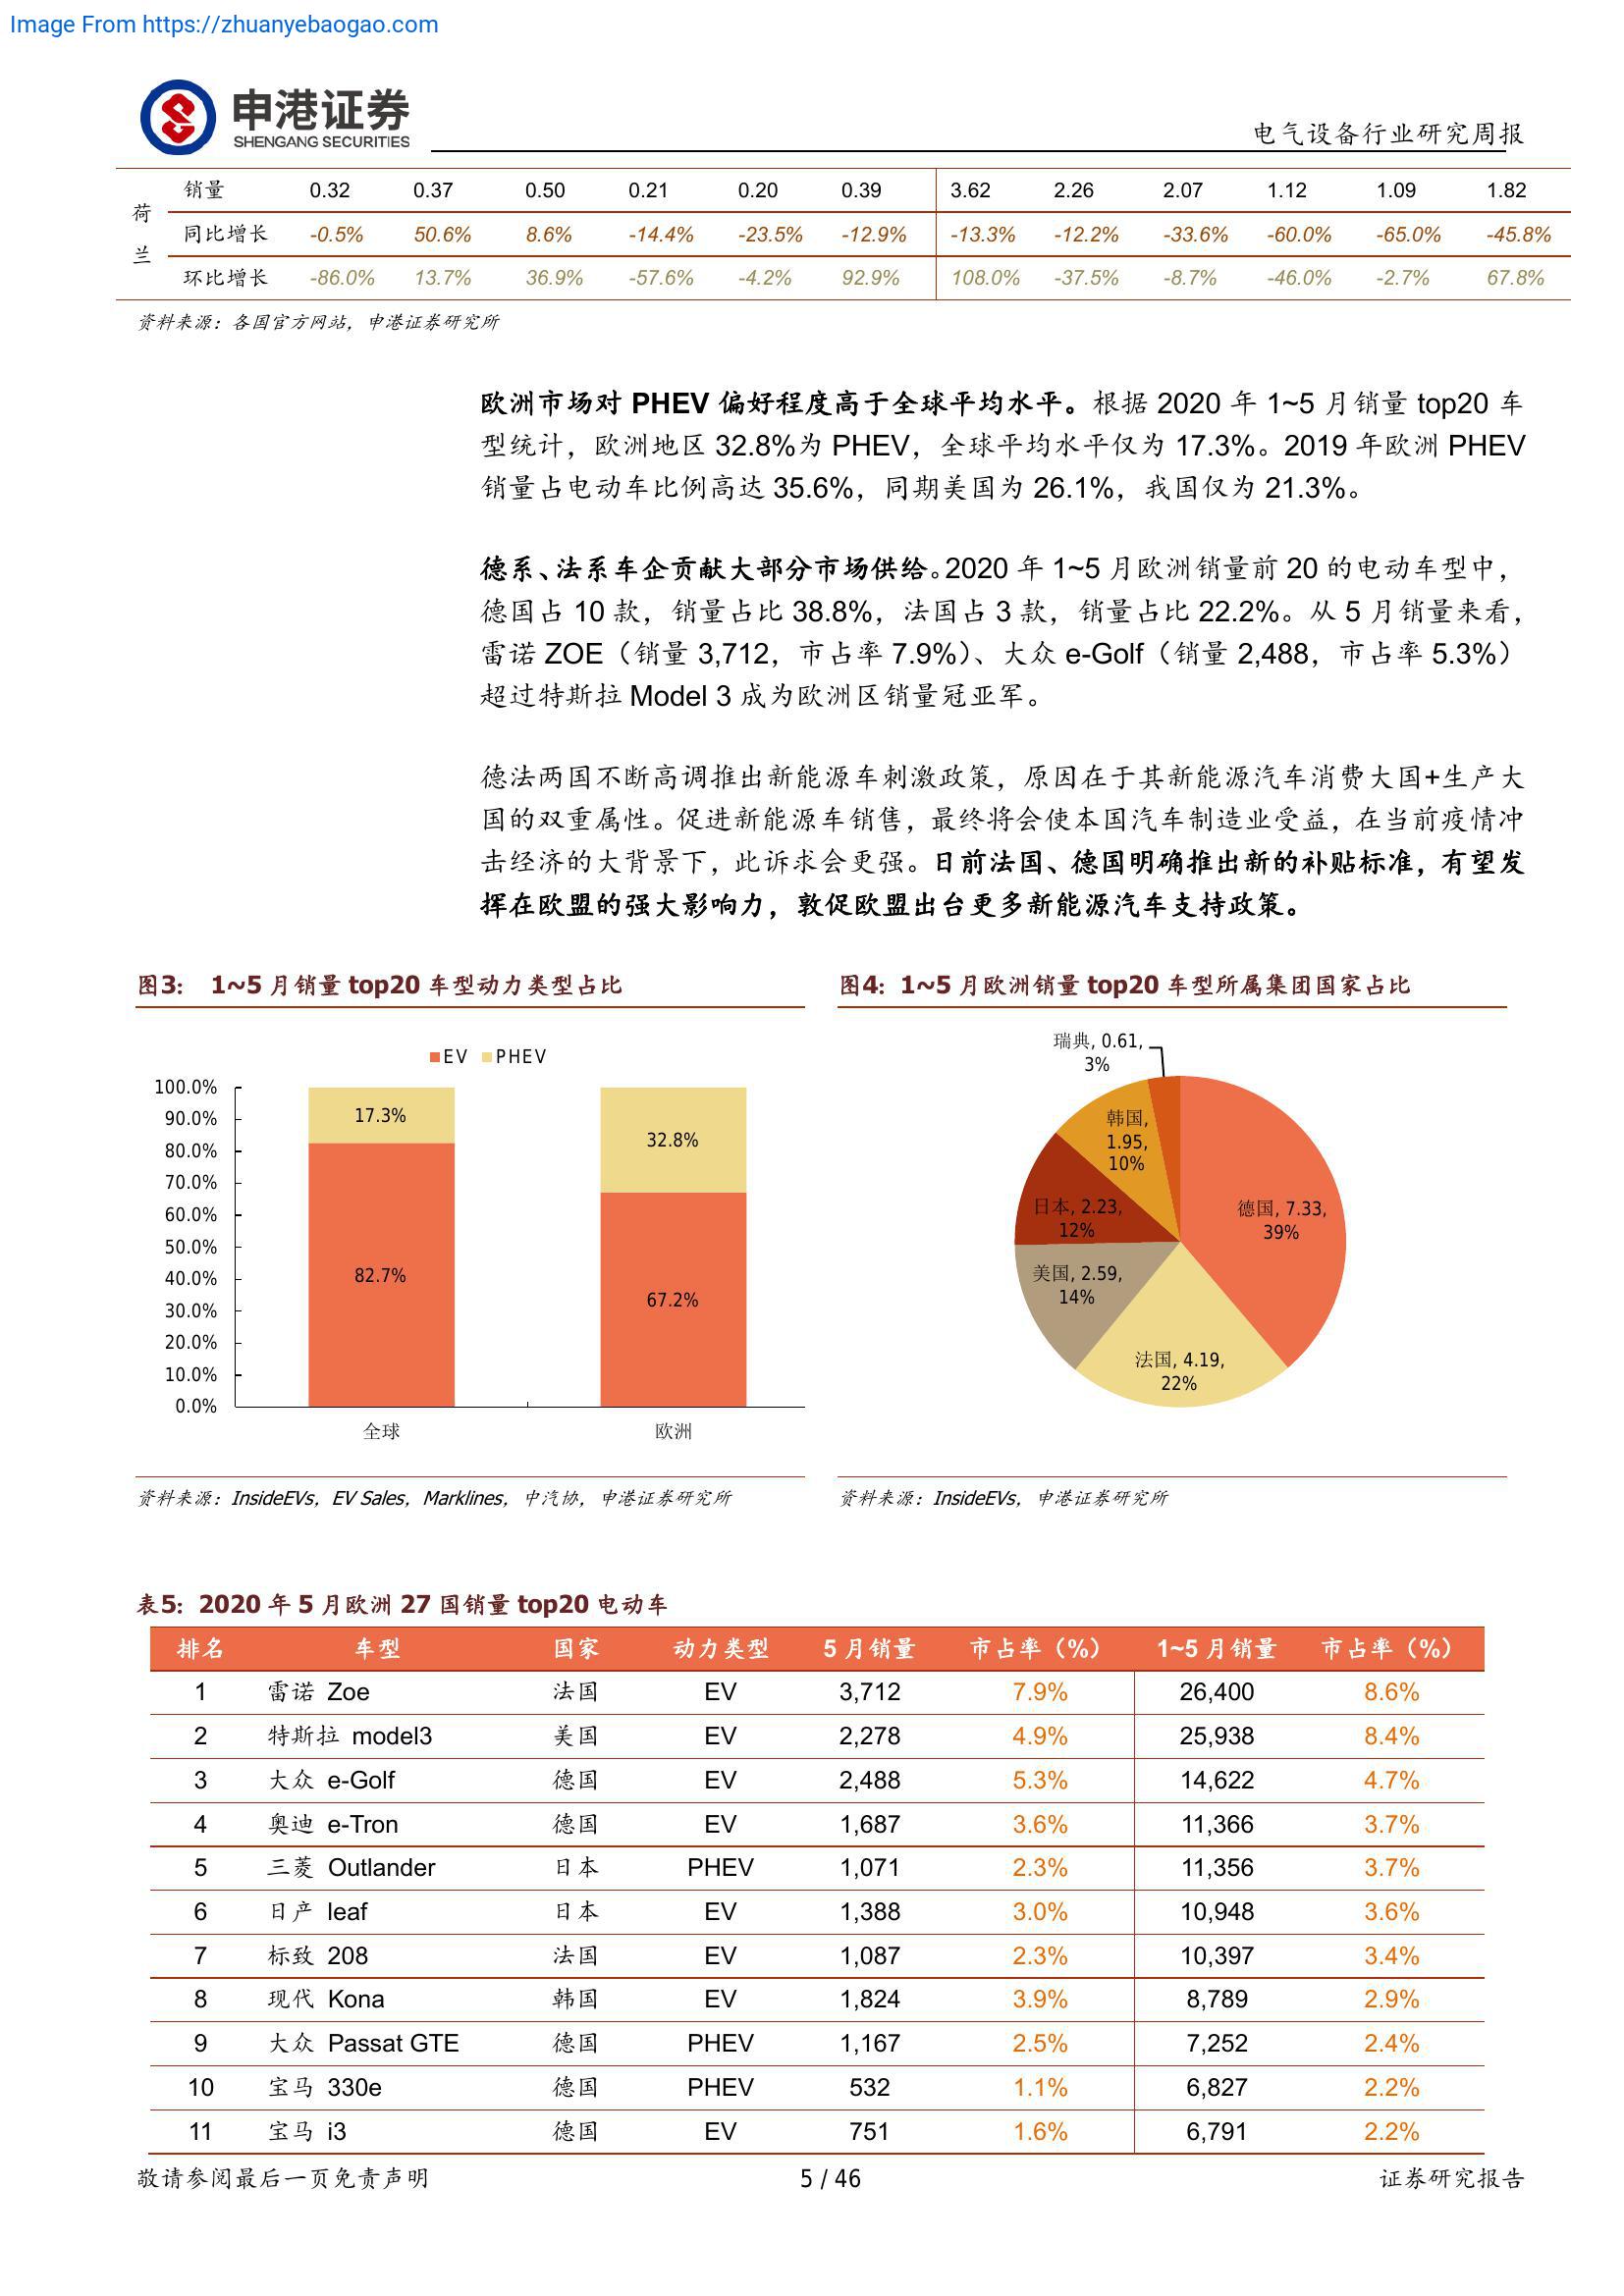 Image From https://zhuanyebaogao.com
申港证券
SHENGANG SECURITIES
电气设备行业研究周报
荷兰
销量 0.32 0.37 0.50 0.21 0.20 0.39 3.62 2.26 2.07 1.12 1.09 1.82
同比增长 -0.5% 50.6% 8.6% -14.4% -23.5% -12.9% -13.3% -12.2% -33.6% -60.0% -65.0% -45.8%
环比增长 -86.0% 13.7% 36.9% -57.6% -4.2% 92.9% 108.0% -37.5% -8.7% -46.0% -2.7% 67.8%
资料来源：各国官方网站，申港证券研究所
欧洲市场对 PHEV 偏好程度高于全球平均水平。根据 2020 年 1~5 月销量 top20 车
型统计，欧洲地区 32.8%为 PHEV，全球平均水平仅为 17.3%。2019 年欧洲 PHEV
销量占电动车比例高达 35.6%，同期美国为 26.1%，我国仅为 21.3%。
德系、法系车企贡献大部分市场供给。2020 年 1~5 月欧洲销量前 20 的电动车型中，
德国占 10 款，销量占比 38.8%，法国占 3 款，销量占比 22.2%。从 5 月销量来看，
雷诺 ZOE（销量 3,712，市占率 7.9%）、大众 e-Golf（销量 2,488，市占率 5.3%）
超过特斯拉 Model 3 成为欧洲区销量冠亚军。
德法两国不断高调推出新能源车刺激政策，原因在于其新能源汽车消费大国+生产大
国的双重属性。促进新能源车销售，最终将会使本国汽车制造业受益，在当前疫情冲
击经济的大背景下，此诉求会更强。日前法国、德国明确推出新的补贴标准，有望发
挥在欧盟的强大影响力，敦促欧盟出台更多新能源汽车支持政策。
图3： 1~5 月销量 top20 车型动力类型占比
EV PHEV
100.0%
90.0%
80.0%
70.0%
60.0%
50.0%
40.0%
30.0%
20.0%
10.0%
0.0%
17.3%
82.7%
32.8%
67.2%
全球 欧洲
资料来源：InsideEVs，EV Sales，Marklines，中汽协，申港证券研究所
图4：1~5 月欧洲销量 top20 车型所属集团国家占比
瑞典, 0.61,
3%
韩国,
1.95,
10%
日本, 2.23,
12%
德国, 7.33,
39%
美国, 2.59,
14%
法国, 4.19,
22%
资料来源：InsideEVs，申港证券研究所
表5：2020 年 5 月欧洲 27 国销量 top20 电动车
排名 车型 国家 动力类型 5 月销量 市占率（%） 1~5 月销量 市占率（%）
1 雷诺 Zoe 法国 EV 3,712 7.9% 26,400 8.6%
2 特斯拉 model3 美国 EV 2,278 4.9% 25,938 8.4%
3 大众 e-Golf 德国 EV 2,488 5.3% 14,622 4.7%
4 奥迪 e-Tron 德国 EV 1,687 3.6% 11,366 3.7%
5 三菱 Outlander 日本 PHEV 1,071 2.3% 11,356 3.7%
6 日产 leaf 日本 EV 1,388 3.0% 10,948 3.6%
7 标致 208 法国 EV 1,087 2.3% 10,397 3.4%
8 现代 Kona 韩国 EV 1,824 3.9% 8,789 2.9%
9 大众 Passat GTE 德国 PHEV 1,167 2.5% 7,252 2.4%
10 宝马 330e 德国 PHEV 532 1.1% 6,827 2.2%
11 宝马 i3 德国 EV 751 1.6% 6,791 2.2%
敬请参阅最后一页免责声明 5 / 46 证券研究报告